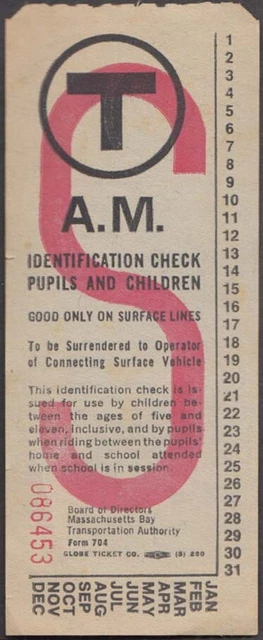 T
A.M.
IDENTIFICATION CHECK
PUPILS AND CHILDREN
GOOD ONLY ON SURFACE LINES
To be Surrendered to Operator
of Connecting Surface Vehicle
This identification check is is-
sued for use by children be-
tween the ages of five and
eleven, inclusive, and by pupils
when riding between the pupils'
home and school attended
when school is in session.
Board of Directors
Massachusetts Bay
Transportation Authority
Form 704
GLOBE TICKET CO. (B) 260
086453
S
1
2
3
4
5
6
7
8
9
10
11
12
13
14
15
16
17
18
19
20
21
22
23
24
25
26
27
28
29
30
31
JAN
FEB
MAR
APR
MAY
JUN
JUL
AUG
SEP
OCT
NOV
DEC